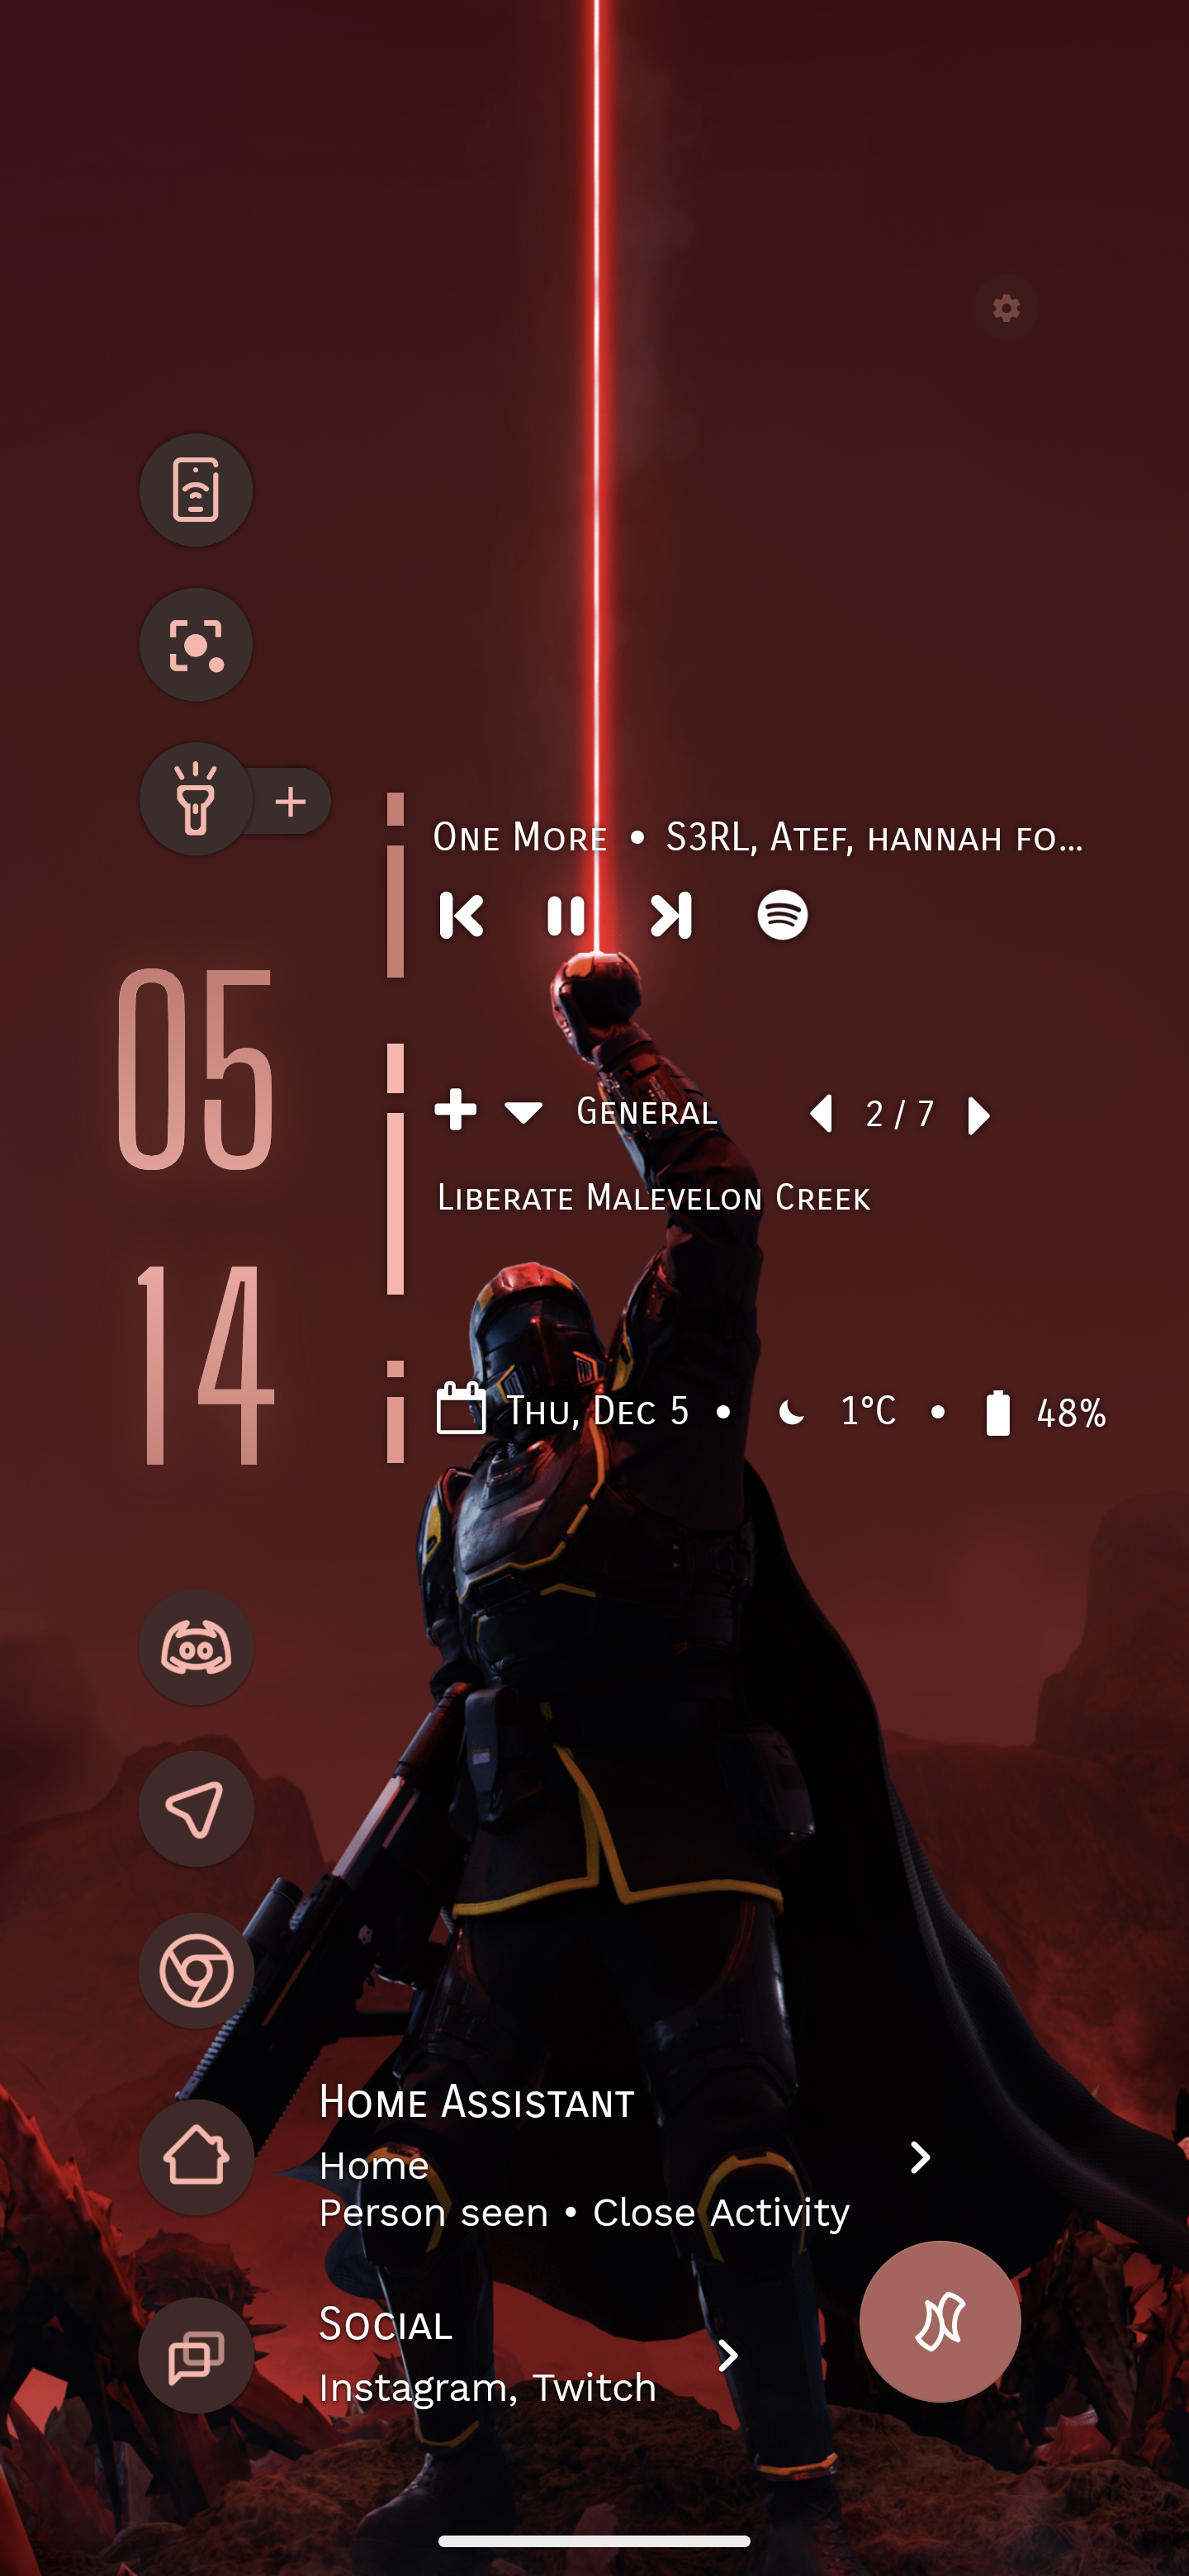 One More • S3RL, Atef, hannah fo...
05
General
2 / 7
Liberate Malevelon Creek
14
Thu, Dec 5 • 1°C • 48%
Home Assistant
Home
Person seen • Close Activity
Social
Instagram, Twitch